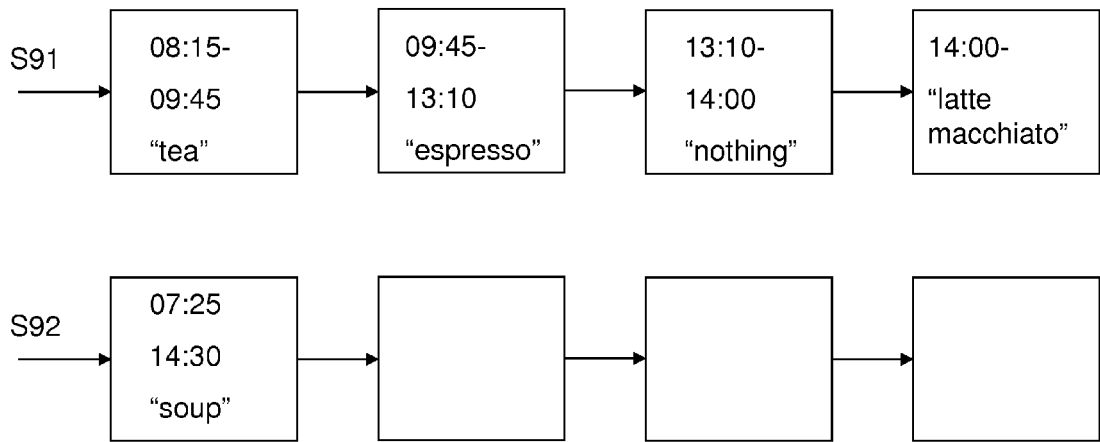 S91
08:15-
09:45
“tea”
09:45-
13:10
“espresso”
13:10-
14:00
“nothing”
14:00-
“latte
macchiato”
S92
07:25
14:30
“soup”